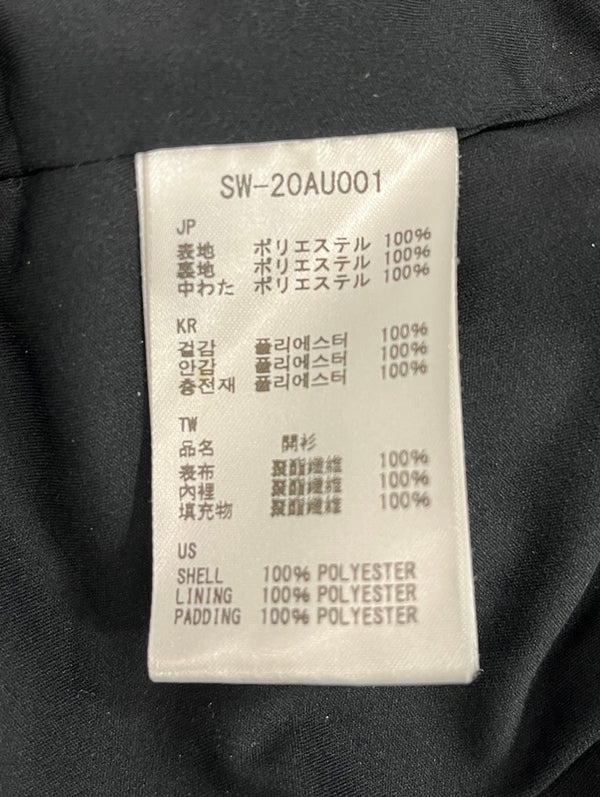 SW-20AU001
JP
表地 ポリエステル 100%
裏地 ポリエステル 100%
中わた ポリエステル 100%
KR
겉감 폴리에스터 100%
안감 폴리에스터 100%
충전재 폴리에스터 100%
TW
品名 開衫
表布 聚酯纖維 100%
內裡 聚酯纖維 100%
填充物 聚酯纖維 100%
US
SHELL 100% POLYESTER
LINING 100% POLYESTER
PADDING 100% POLYESTER